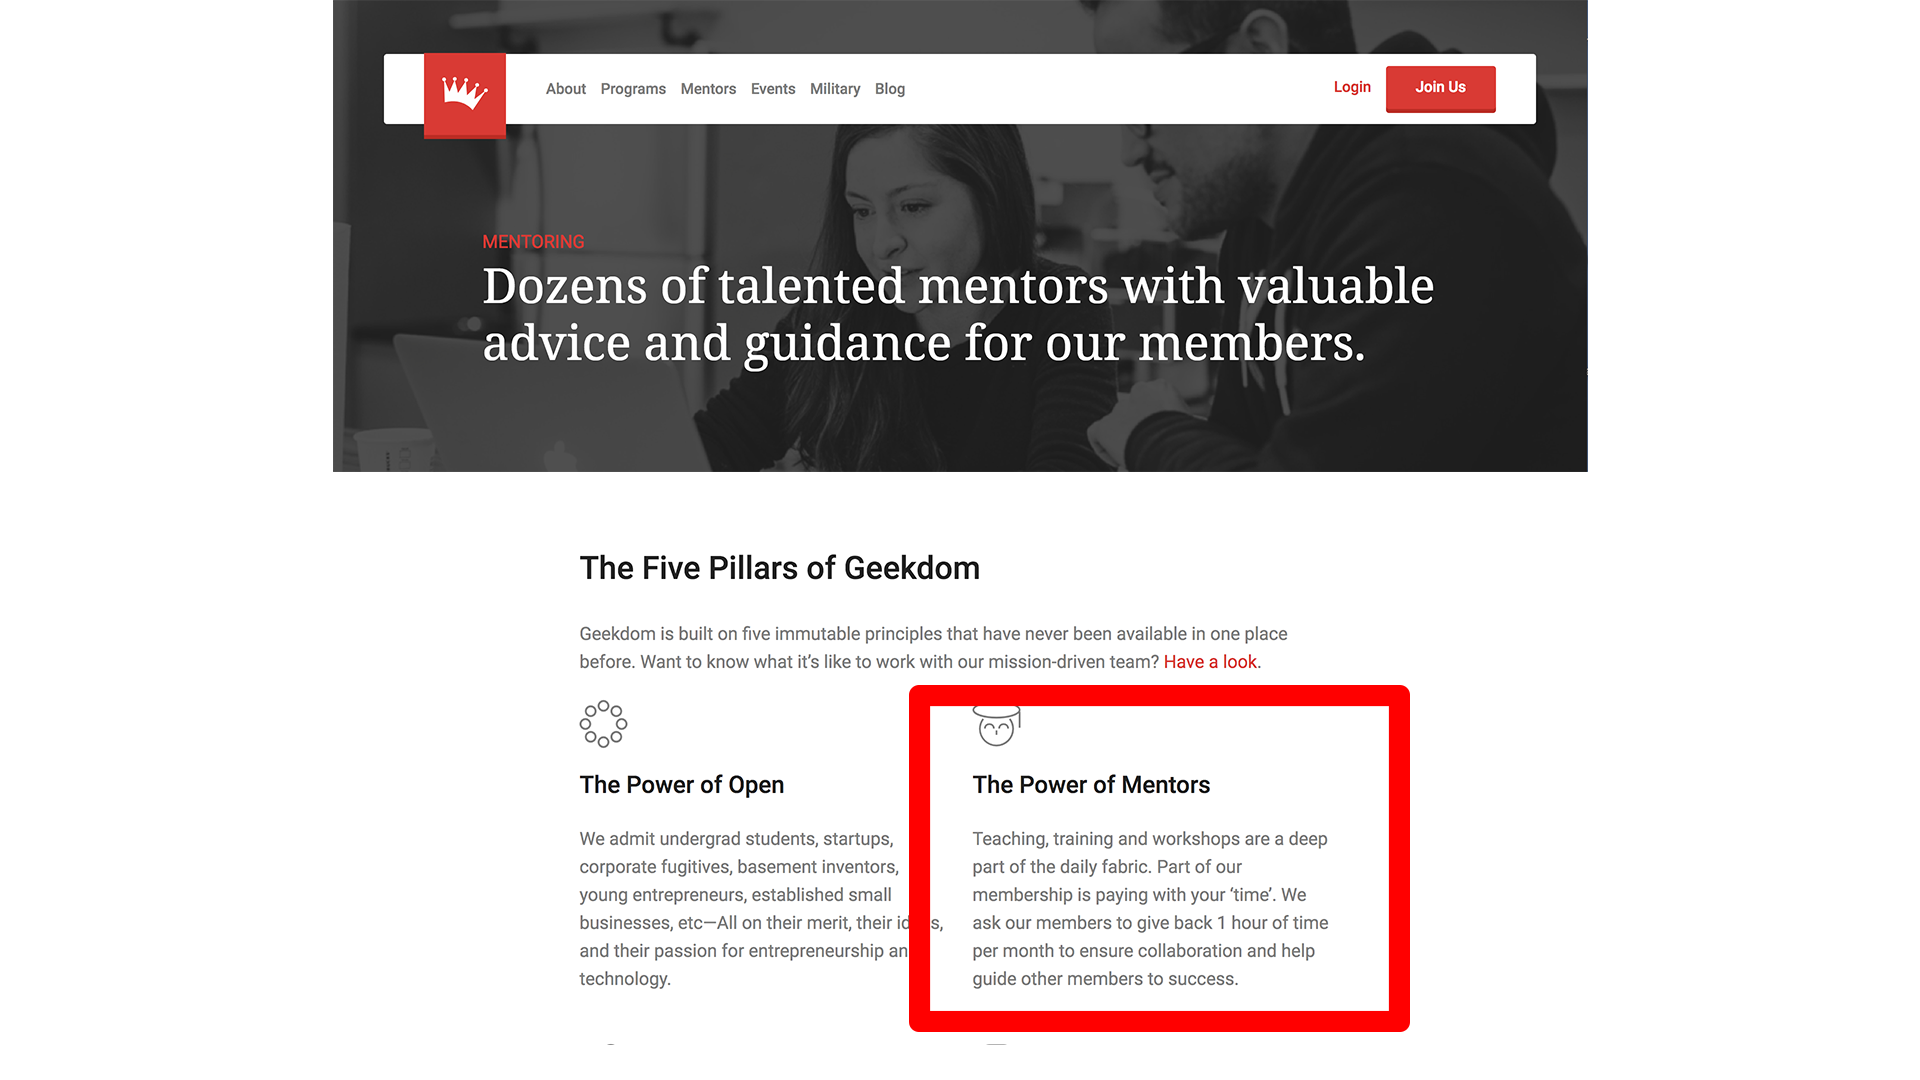 About Programs Mentors Events Military Blog
Login
Join Us
MENTORING
Dozens of talented mentors with valuable
advice and guidance for our members.
The Five Pillars of Geekdom
Geekdom is built on five immutable principles that have never been available in one place
before. Want to know what it’s like to work with our mission-driven team? Have a look.
The Power of Open
We admit undergrad students, startups,
corporate fugitives, basement inventors,
young entrepreneurs, established small
businesses, etc—All on their merit, their
and their passion for entrepreneurship
technology.
The Power of Mentors
Teaching, training and workshops are a deep
part of the daily fabric. Part of our
membership is paying with your ‘time’. We
ask our members to give back 1 hour of time
per month to ensure collaboration and help
guide other members to success.